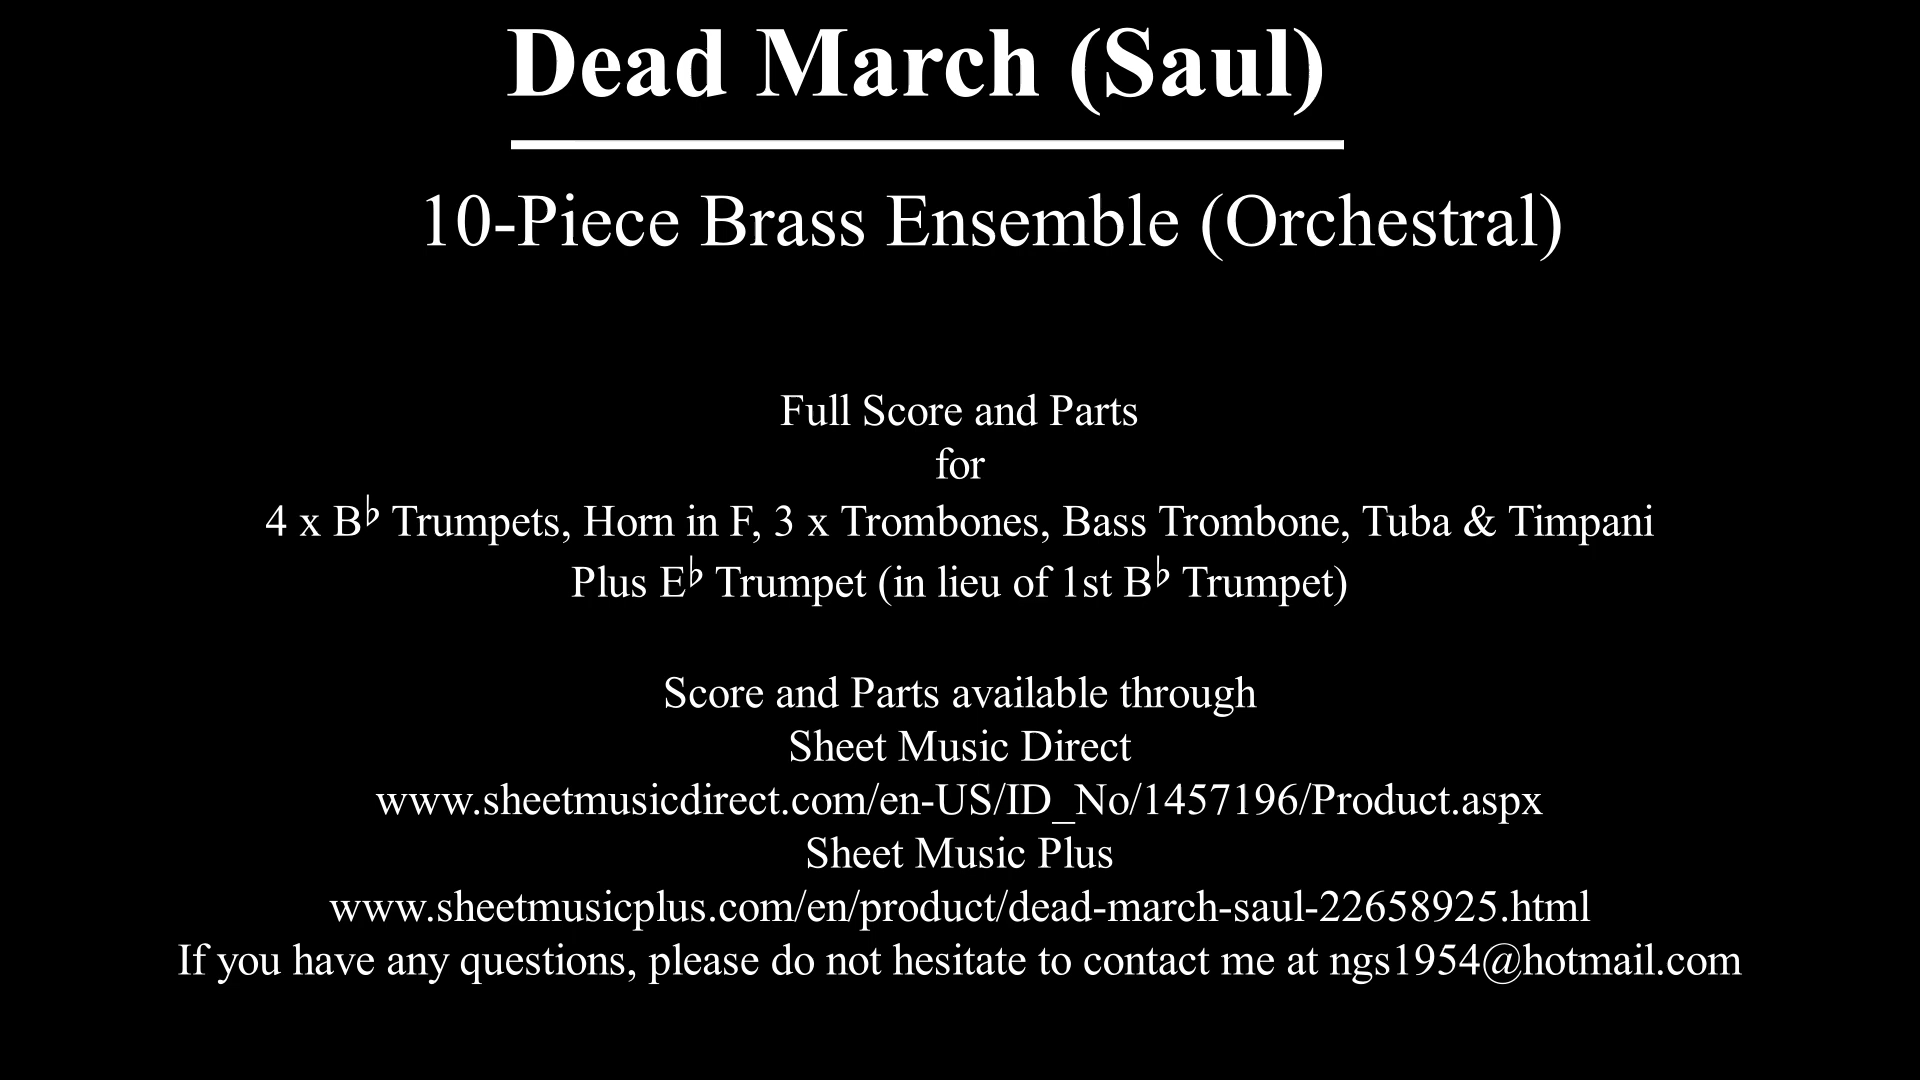 Dead March (Saul)
10-Piece Brass Ensemble (Orchestral)
Full Score and Parts
for
4 x B♭ Trumpets, Horn in F, 3 x Trombones, Bass Trombone, Tuba & Timpani
Plus E♭ Trumpet (in lieu of 1st B♭ Trumpet)
Score and Parts available through
Sheet Music Direct
www.sheetmusicdirect.com/en-US/ID_No/1457196/Product.aspx
Sheet Music Plus
www.sheetmusicplus.com/en/product/dead-march-saul-22658925.html
If you have any questions, please do not hesitate to contact me at ngs1954@hotmail.com